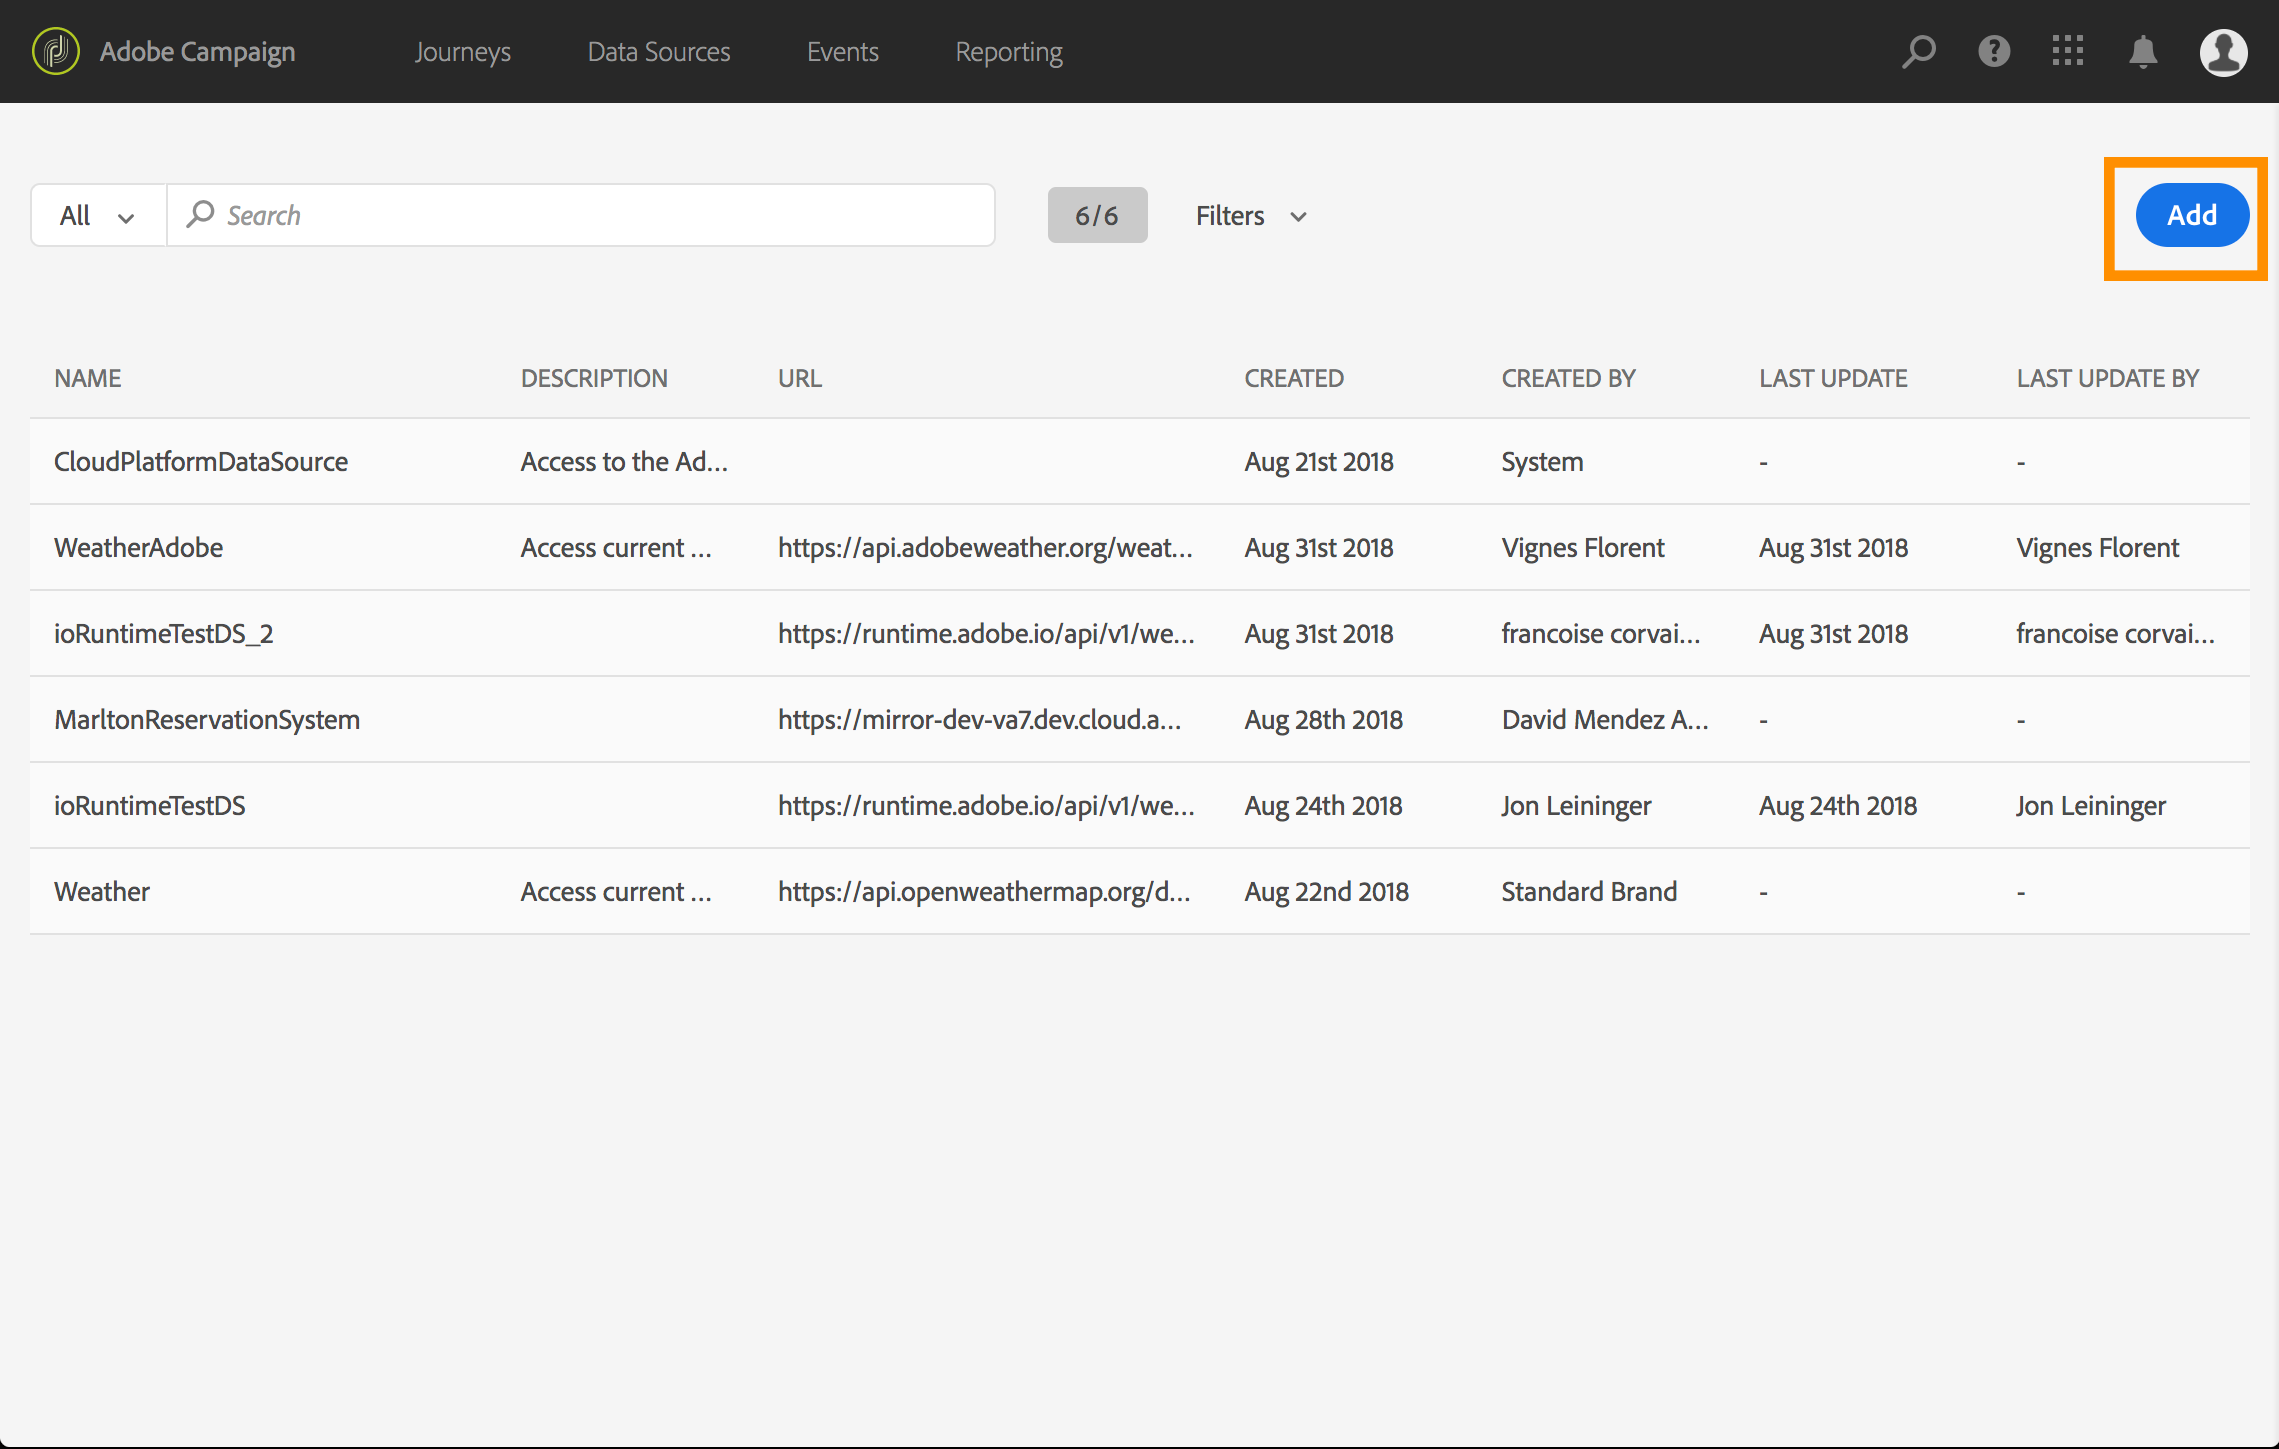 Adobe Campaign Journeys Data Sources Events Reporting
All Search 6/6 Filters Add
NAME DESCRIPTION URL CREATED CREATED BY LAST UPDATE LAST UPDATE BY
CloudPlatformDataSource Access to the Ad... Aug 21st 2018 System - -
WeatherAdobe Access current ... https://api.adobeweather.org/weat... Aug 31st 2018 Vignes Florent Aug 31st 2018 Vignes Florent
ioRuntimeTestDS_2 https://runtime.adobe.io/api/v1/we... Aug 31st 2018 francoise corvai... Aug 31st 2018 francoise corvai...
MarltonReservationSystem https://mirror-dev-va7.dev.cloud.a... Aug 28th 2018 David Mendez A... - -
ioRuntimeTestDS https://runtime.adobe.io/api/v1/we... Aug 24th 2018 Jon Leininger Aug 24th 2018 Jon Leininger
Weather Access current ... https://api.openweathermap.org/d... Aug 22nd 2018 Standard Brand - -